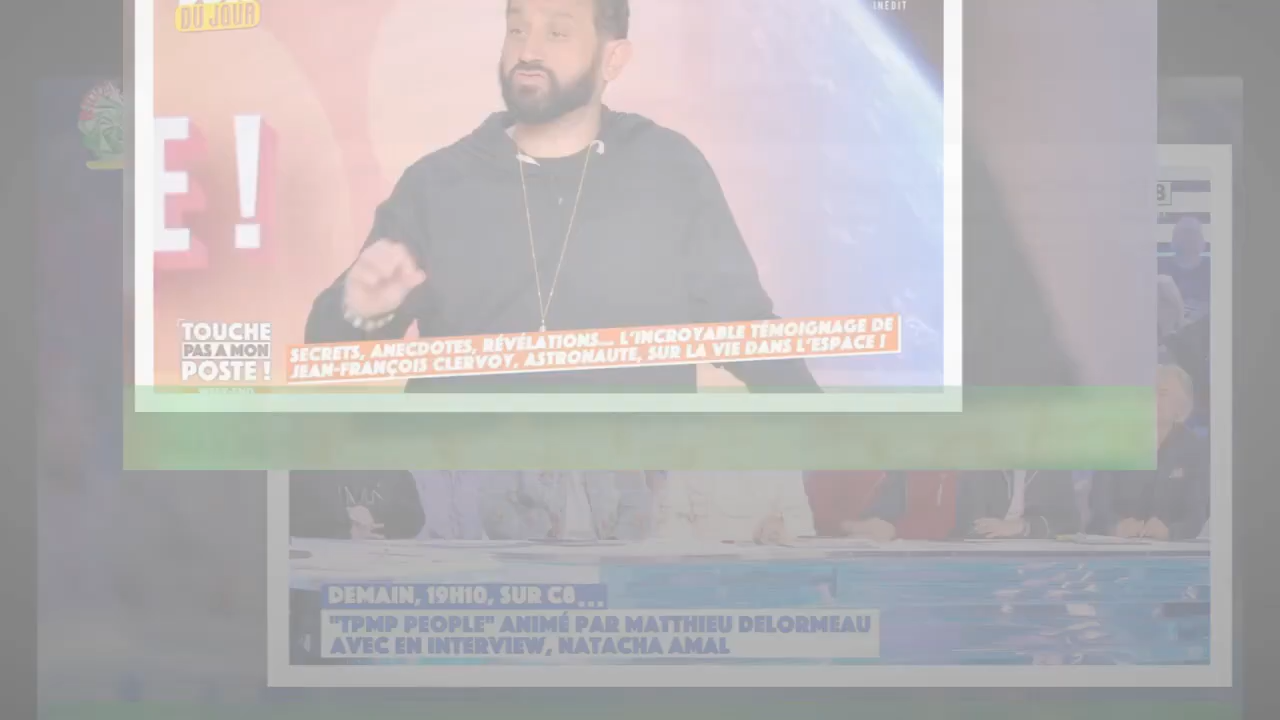 DU JOUR
INÉDIT
E !
8
TOUCHE
PAS A MON
POSTE !
SECRETS, ANECDOTES, RÉVÉLATIONS... L'INCROYABLE TÉMOIGNAGE DE
JEAN-FRANÇOIS CLERVOY, ASTRONAUTE, SUR LA VIE DANS L'ESPACE !
DEMAIN, 19H10, SUR C8...
"TPMP PEOPLE" ANIMÉ PAR MATTHIEU DELORMEAU
AVEC EN INTERVIEW, NATACHA AMAL